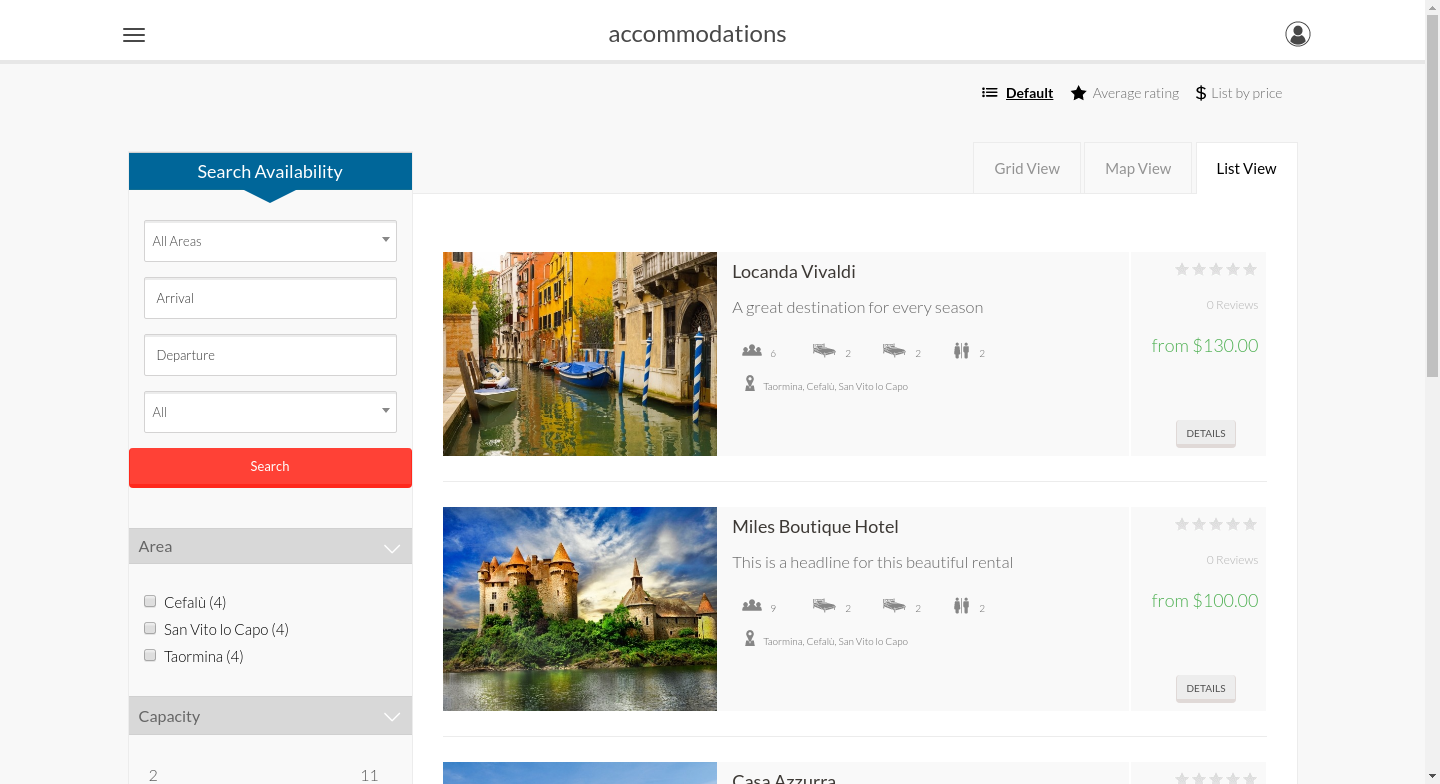 accommodations
Default
Average rating
List by price
Search Availability
Grid View
Map View
List View
All Areas
Arrival
Departure
All
Search
Area
Cefalù (4)
San Vito lo Capo (4)
Taormina (4)
Capacity
2 11
Locanda Vivaldi
A great destination for every season
6 2 2 2
Taormina, Cefalù, San Vito lo Capo
0 Reviews
from $130.00
DETAILS
Miles Boutique Hotel
This is a headline for this beautiful rental
9 2 2 2
Taormina, Cefalù, San Vito lo Capo
0 Reviews
from $100.00
DETAILS
Casa Azzurra